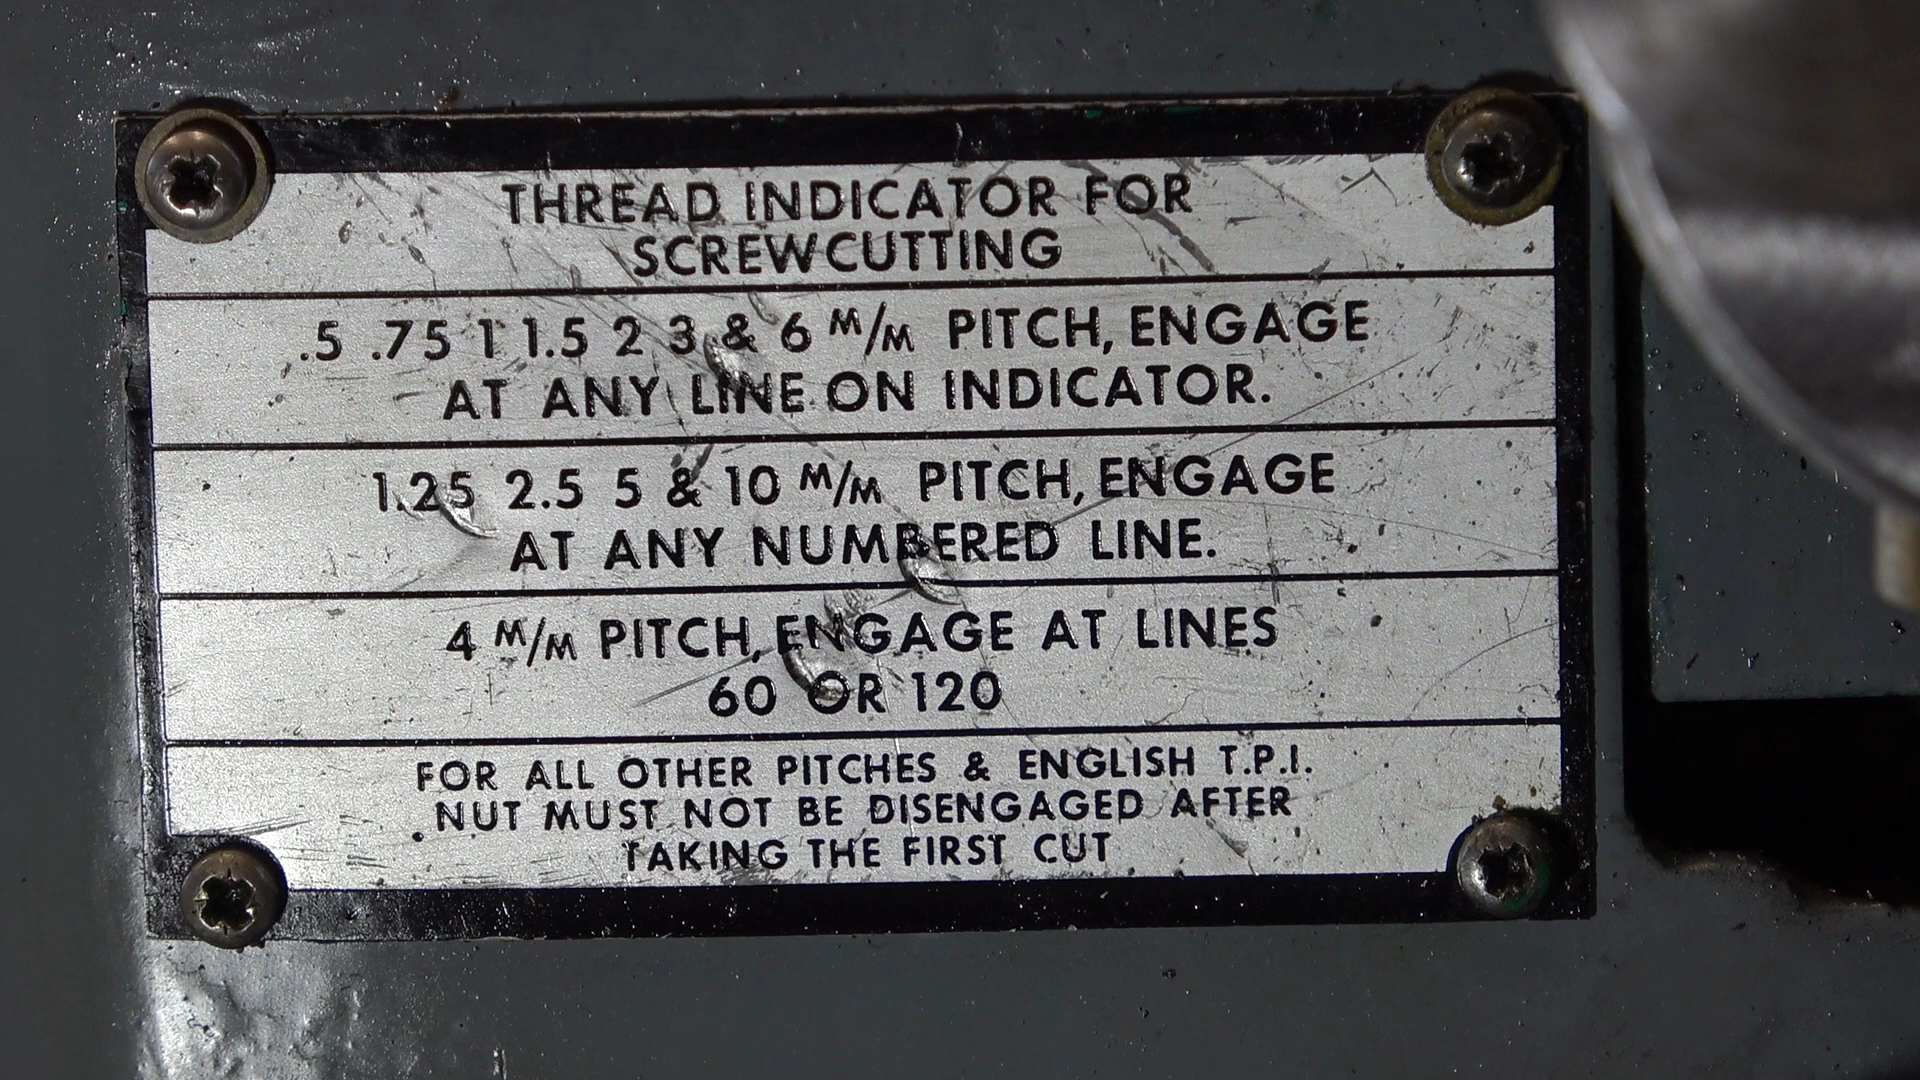 THREAD INDICATOR FOR
SCREWCUTTING
.5 .75 1 1.5 2 3 & 6 M/M PITCH, ENGAGE
AT ANY LINE ON INDICATOR.
1.25 2.5 5 & 10 M/M PITCH, ENGAGE
AT ANY NUMBERED LINE.
4 M/M PITCH, ENGAGE AT LINES
60 OR 120
FOR ALL OTHER PITCHES & ENGLISH T.P.I.
NUT MUST NOT BE DISENGAGED AFTER
TAKING THE FIRST CUT